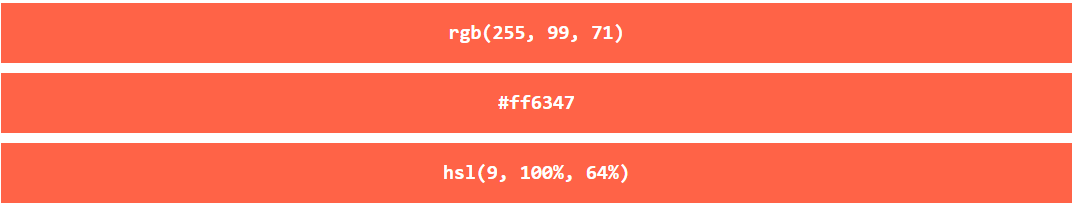 rgb(255, 99, 71)
#ff6347
hsl(9, 100%, 64%)